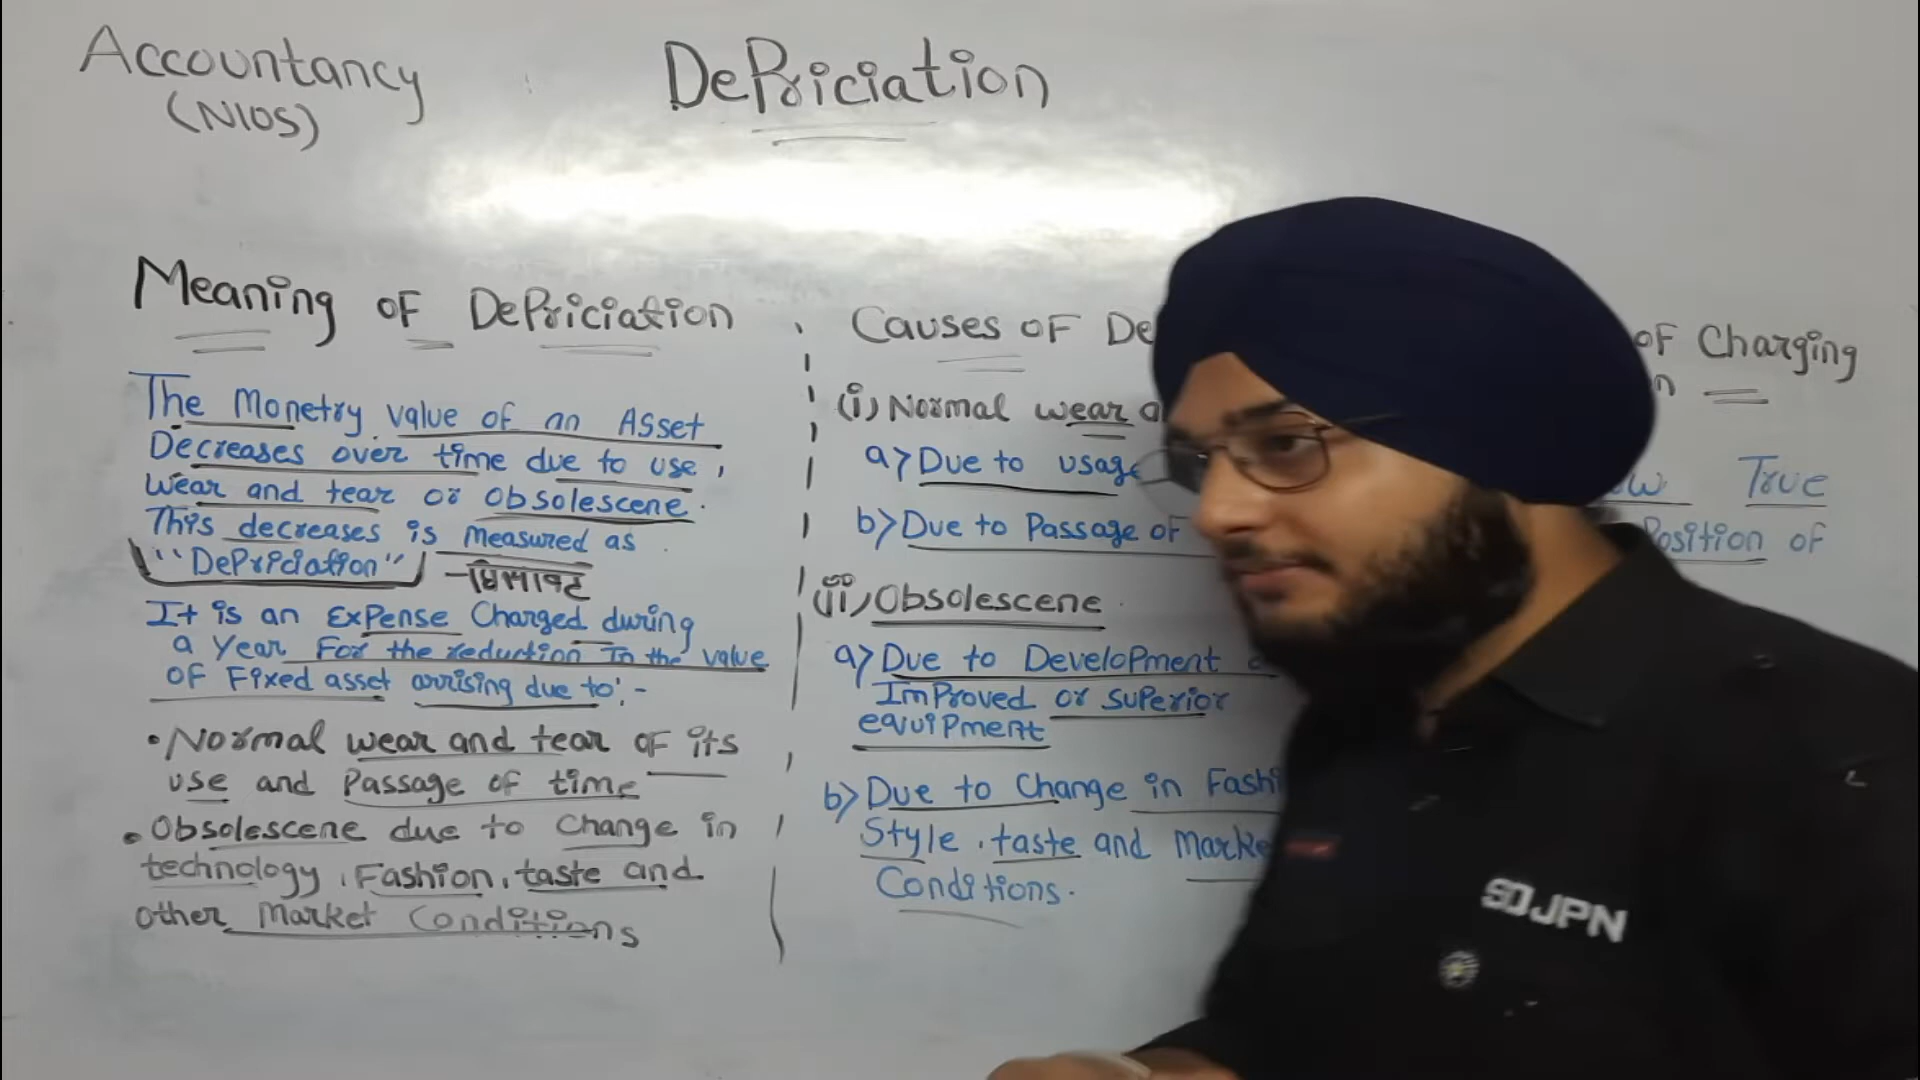 Accountancy
(NIOS)
DePriciation
Meaning of DePriciation
The Monetry value of an Asset
Decreases over time due to use,
wear and tear or obsolescene.
This decreases is measured as
"DePriciation" - घिसावट
It is an ExPense Charged during
a Year For the reduction In the value
of Fixed asset arrising due to:-
• Normal wear and tear of its
use and Passage of time
• Obsolescene due to Change in
technology, Fashion, taste and
other Market Conditions
Causes of De
(i) Normal wear a
a> Due to usage
b> Due to Passage of
(ii) Obsolescene
a> Due to DeveloPment
ImProved or suPerior
equiPment
b> Due to Change in Fashi
Style, taste and Marke
Conditions.
of Charging
n
ow True
Position of
SDJPN